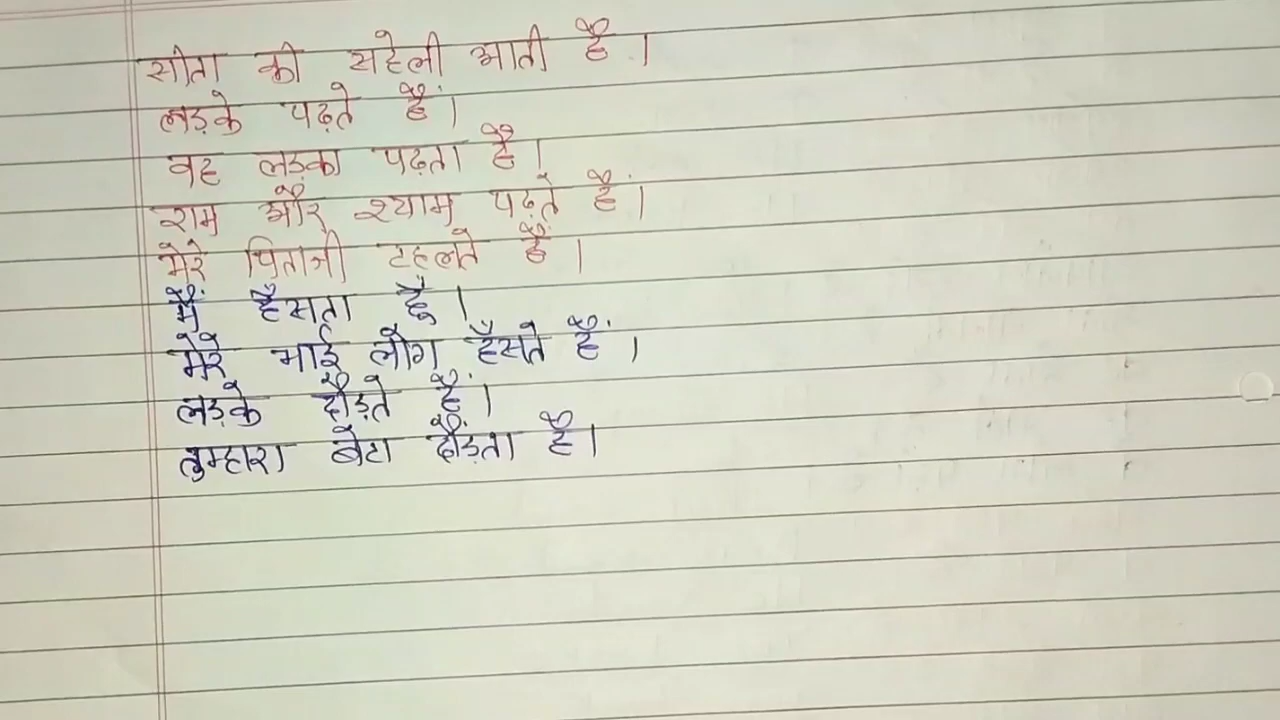 सीता की सहेली आती है।
लड़के पढ़ते हैं।
वह लड़का पढ़ता है।
राम और श्याम पढ़ते हैं।
मेरे पिताजी टहलते हैं।
मैं हँसता हूँ।
मेरे भाई लोग हँसते हैं।
लड़के दौड़ते हैं।
तुम्हारा बेटा दौड़ता है।